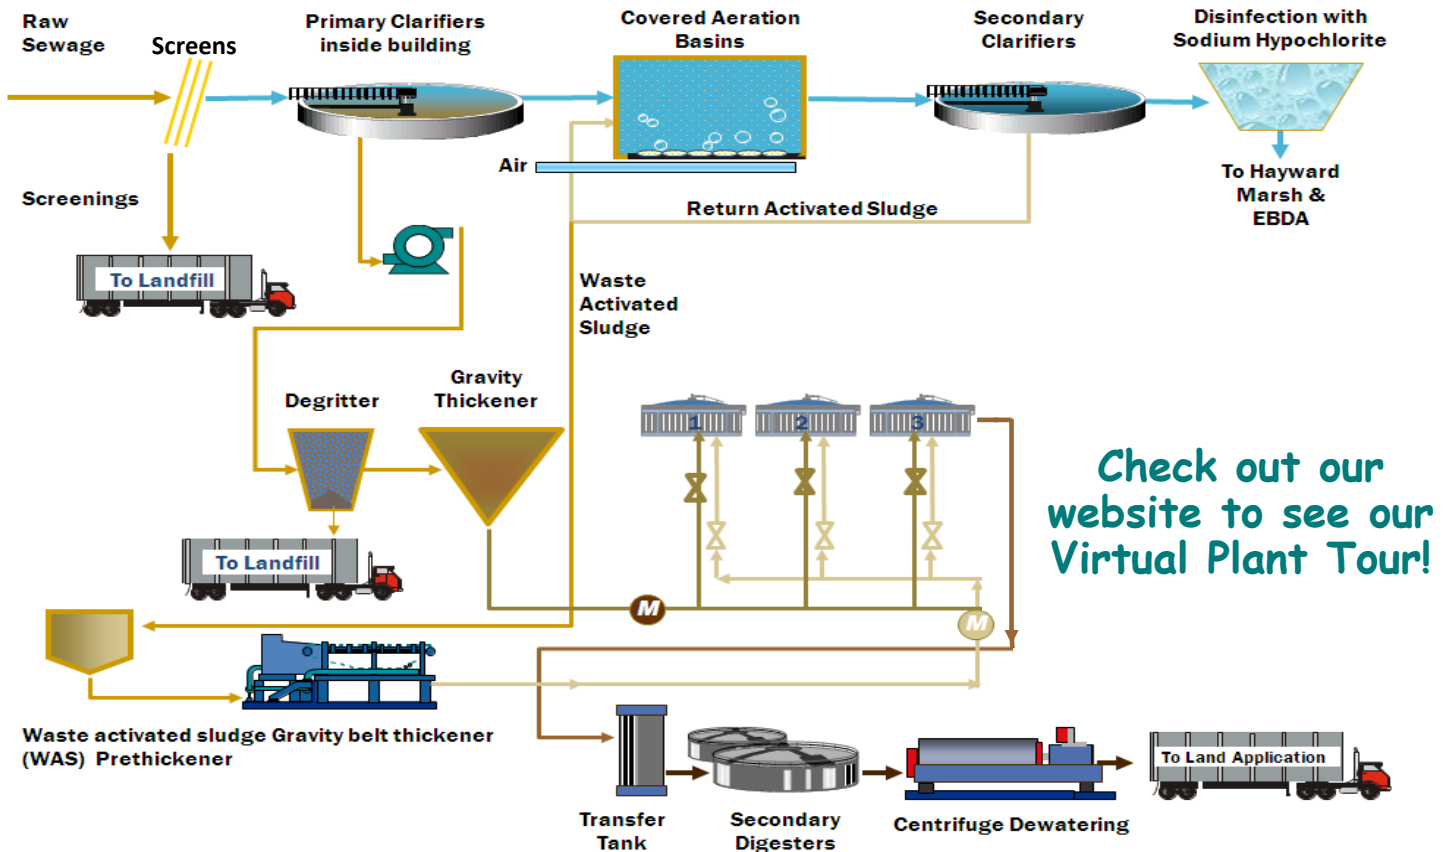 Raw
Sewage
Screens
Primary Clarifiers
inside building
Covered Aeration
Basins
Secondary
Clarifiers
Disinfection with
Sodium Hypochlorite
Air
Screenings
To Hayward
Marsh &
EBDA
Return Activated Sludge
To Landfill
Waste
Activated
Sludge
Degritter
Gravity
Thickener
1
2
3
Check out our
website to see our
Virtual Plant Tour!
To Landfill
M
M
Waste activated sludge Gravity belt thickener
(WAS) Prethickener
To Land Application
Transfer
Tank
Secondary
Digesters
Centrifuge Dewatering